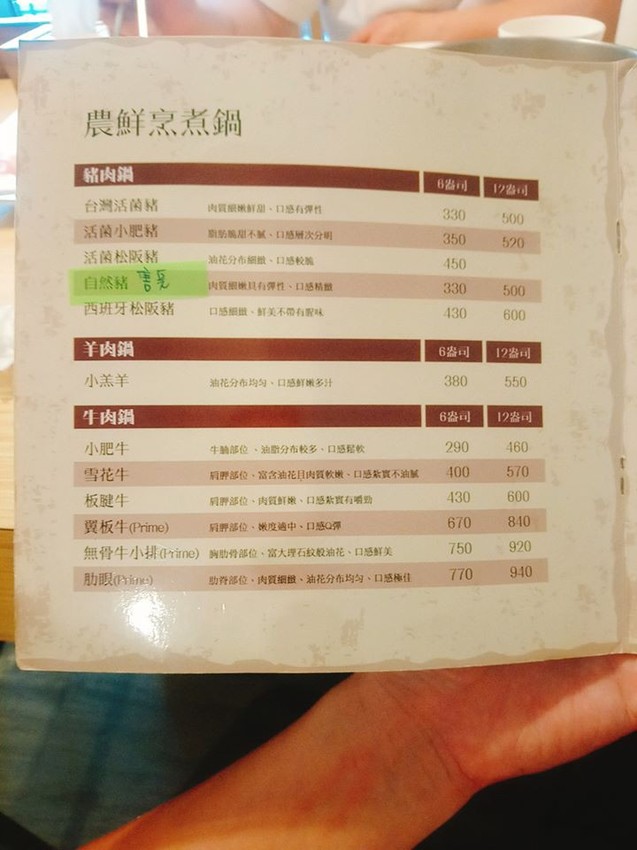 農鮮烹煮鍋
豬肉鍋 6盎司 12盎司
台灣活菌豬 肉質細嫩鮮甜、口感有彈性 330 500
活菌小肥豬 脂肪脆甜不膩、口感層次分明 350 520
活菌松阪豬 油花分布細緻、口感較脆 450
自然豬 售完 肉質細嫩具有彈性、口感精緻 330 500
西班牙松阪豬 口感細緻、鮮美不帶有腥味 430 600
羊肉鍋 6盎司 12盎司
小羔羊 油花分布均勻、口感鮮嫩多汁 380 550
牛肉鍋 6盎司 12盎司
小肥牛 牛腩部位、油脂分布較多、口感鬆軟 290 460
雪花牛 肩胛部位、富含油花且肉質軟嫩、口感紮實不油膩 400 570
板腱牛 肩胛部位、肉質鮮嫩、口感紮實有嚼勁 430 600
翼板牛(Prime) 肩胛部位、嫩度適中、口感Q彈 670 840
無骨牛小排(Prime) 胸肋骨部位、富大理石紋般油花、口感鮮美 750 920
肋眼(Prime) 肋脊部位、肉質細緻、油花分布均勻、口感極佳 770 940